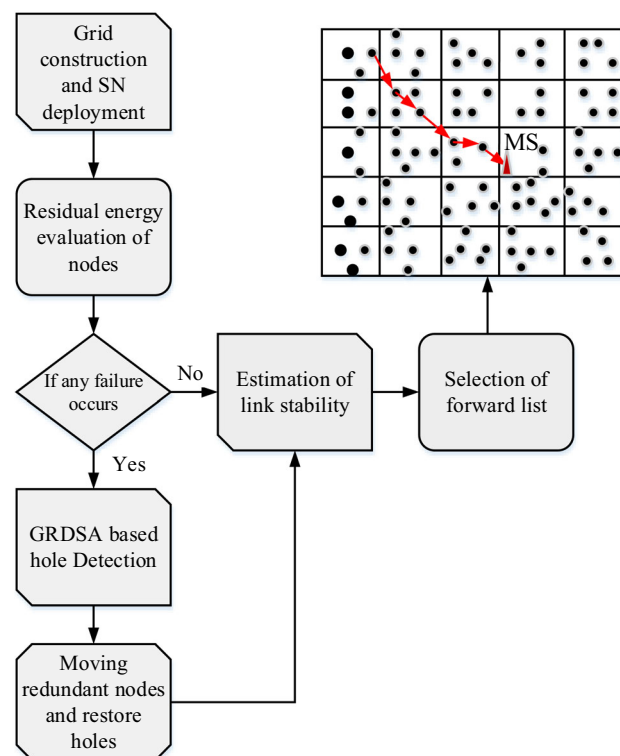 Grid
construction
and SN
deployment
MS
Residual energy
evaluation of
nodes
If any failure
occurs
No
Estimation of
link stability
Selection of
forward list
Yes
GRDSA based
hole Detection
Moving
redundant nodes
and restore
holes